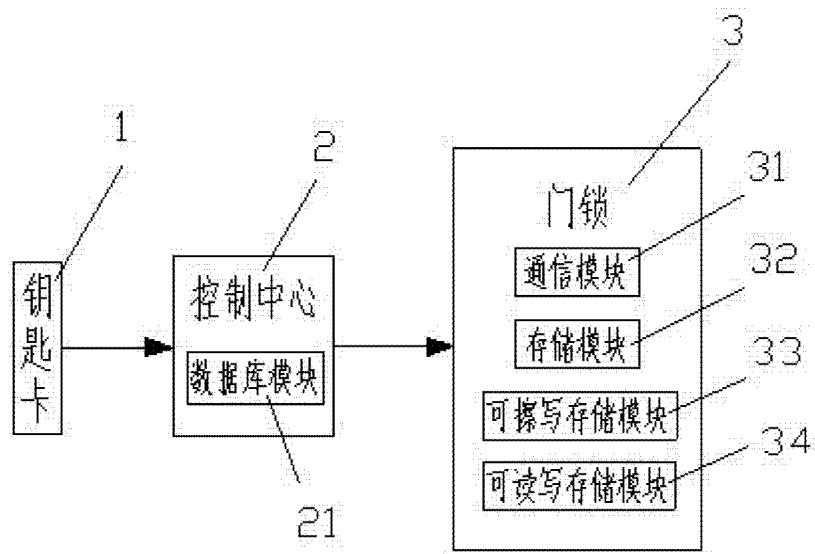 1
钥匙卡
2
控制中心
数据库模块
21
3
门锁
31
通信模块
32
存储模块
33
可擦写存储模块
34
可读写存储模块